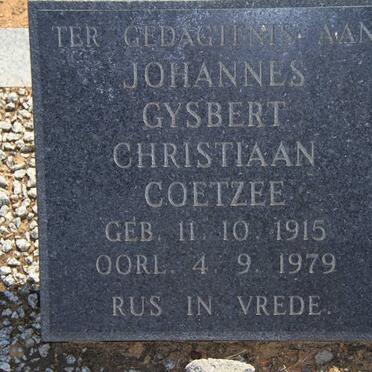 TER GEDAGTENIS AAN
JOHANNES
GYSBERT
CHRISTIAAN
COETZEE
GEB. 11. 10. 1915
OORL. 4. 9. 1979
RUS IN VREDE.